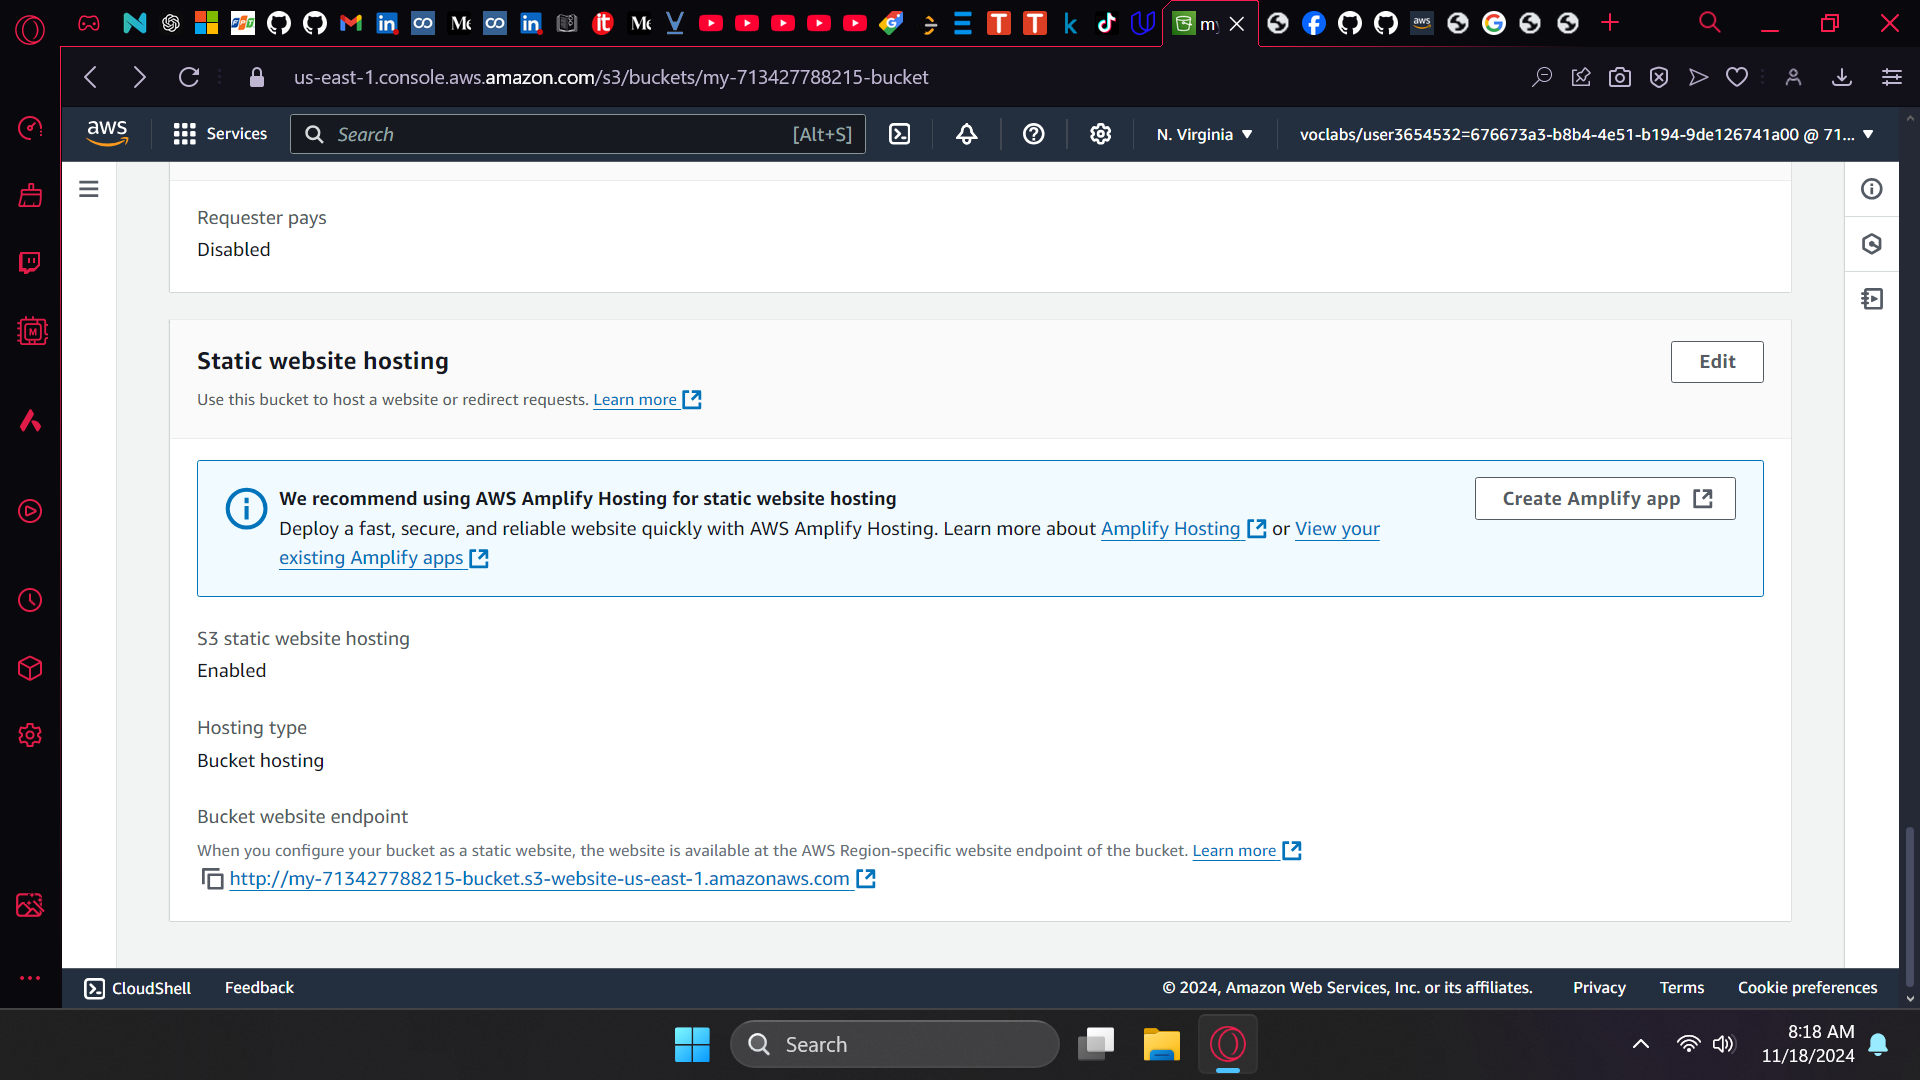 my
us-east-1.console.aws.amazon.com/s3/buckets/my-713427788215-bucket
aws
Services
Search
[Alt+S]
N. Virginia
voclabs/user3654532=676673a3-b8b4-4e51-b194-9de126741a00 @ 71...
Requester pays
Disabled
Static website hosting
Edit
Use this bucket to host a website or redirect requests. Learn more
We recommend using AWS Amplify Hosting for static website hosting
Create Amplify app
Deploy a fast, secure, and reliable website quickly with AWS Amplify Hosting. Learn more about Amplify Hosting or View your
existing Amplify apps
S3 static website hosting
Enabled
Hosting type
Bucket hosting
Bucket website endpoint
When you configure your bucket as a static website, the website is available at the AWS Region-specific website endpoint of the bucket. Learn more
http://my-713427788215-bucket.s3-website-us-east-1.amazonaws.com
CloudShell
Feedback
© 2024, Amazon Web Services, Inc. or its affiliates.
Privacy
Terms
Cookie preferences
Search
8:18 AM
11/18/2024